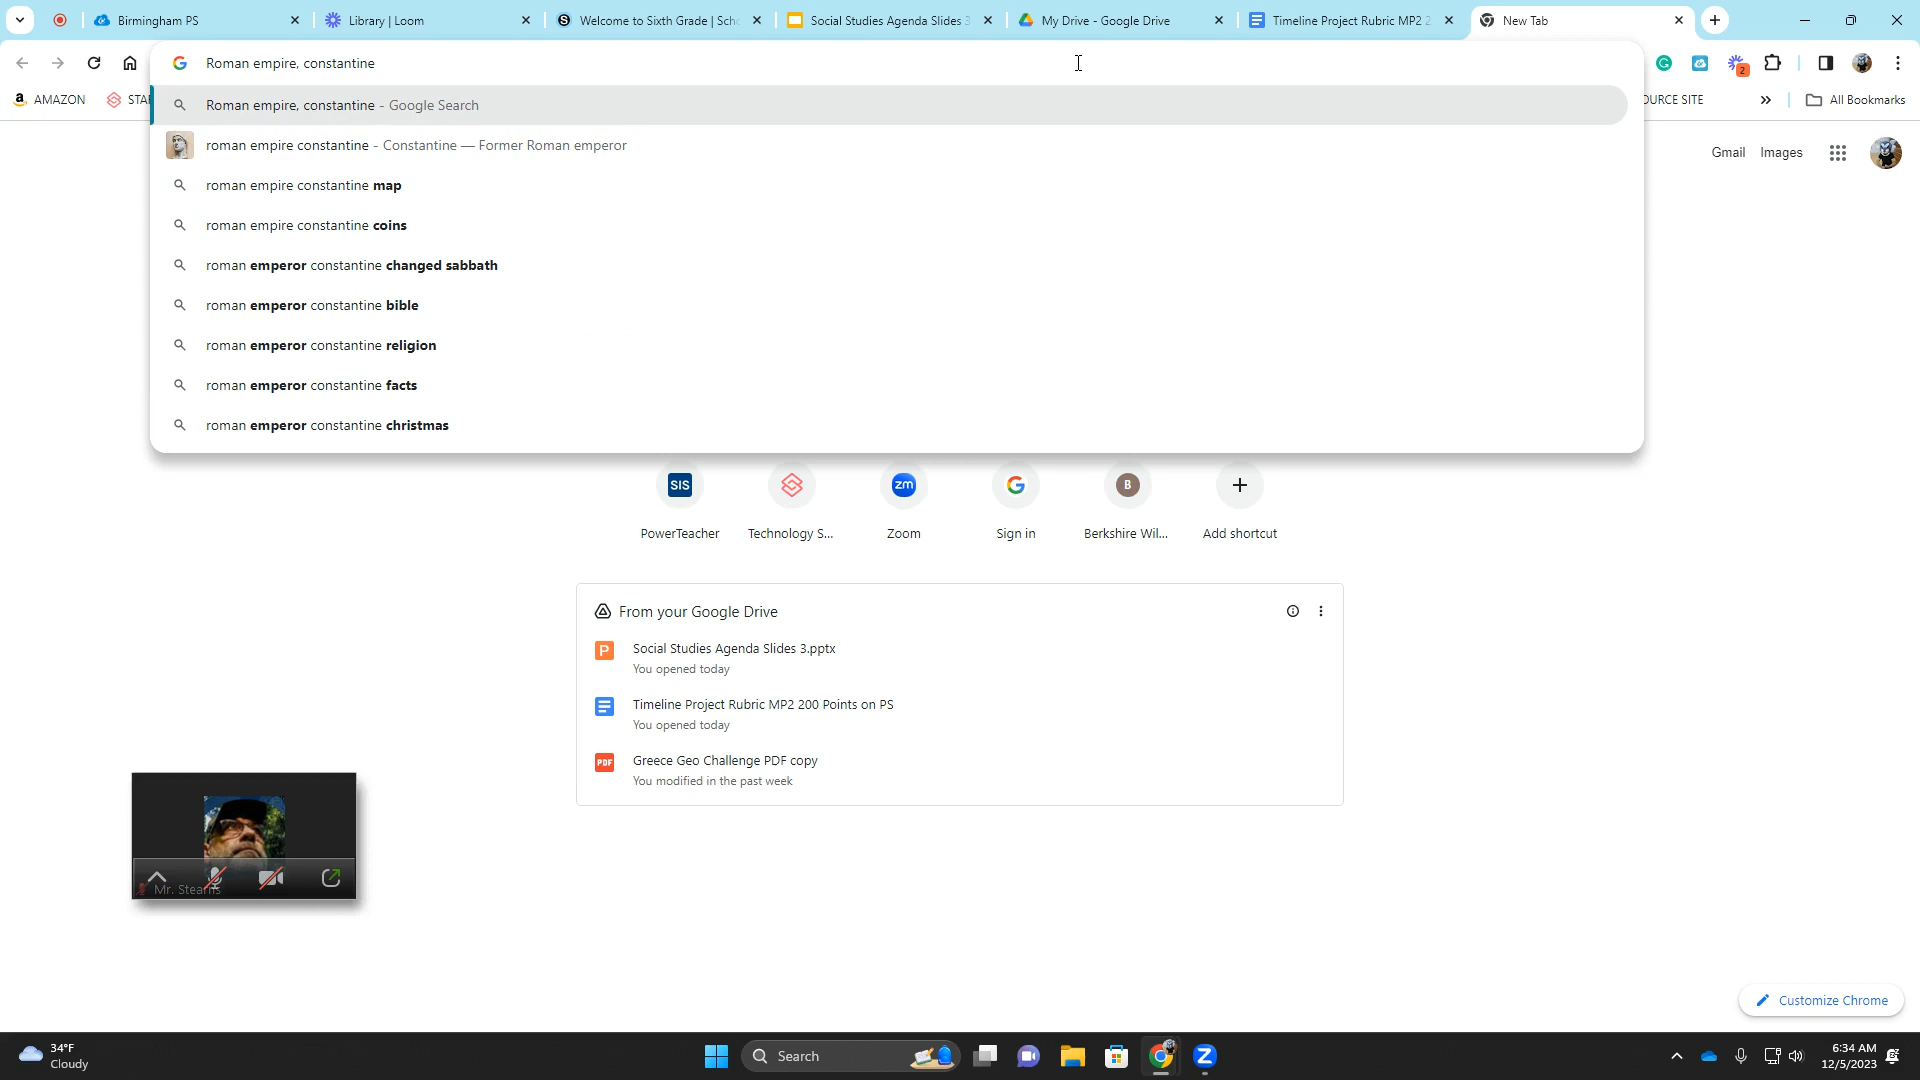 Birmingham PS
Library | Loom
Welcome to Sixth Grade | Scho
Social Studies Agenda Slides 3
My Drive - Google Drive
Timeline Project Rubric MP2 2
New Tab
Roman empire, constantine
2
AMAZON
STA
Roman empire, constantine - Google Search
OURCE SITE
All Bookmarks
roman empire constantine - Constantine — Former Roman emperor
Gmail Images
roman empire constantine map
roman empire constantine coins
roman emperor constantine changed sabbath
roman emperor constantine bible
roman emperor constantine religion
roman emperor constantine facts
roman emperor constantine christmas
SIS
zm
B
PowerTeacher
Technology S...
Zoom
Sign in
Berkshire Wil...
Add shortcut
From your Google Drive
P
Social Studies Agenda Slides 3.pptx
You opened today
Timeline Project Rubric MP2 200 Points on PS
You opened today
PDF
Greece Geo Challenge PDF copy
You modified in the past week
Mr. Stearns
Customize Chrome
34°F
Cloudy
Search
6:34 AM
12/5/2023